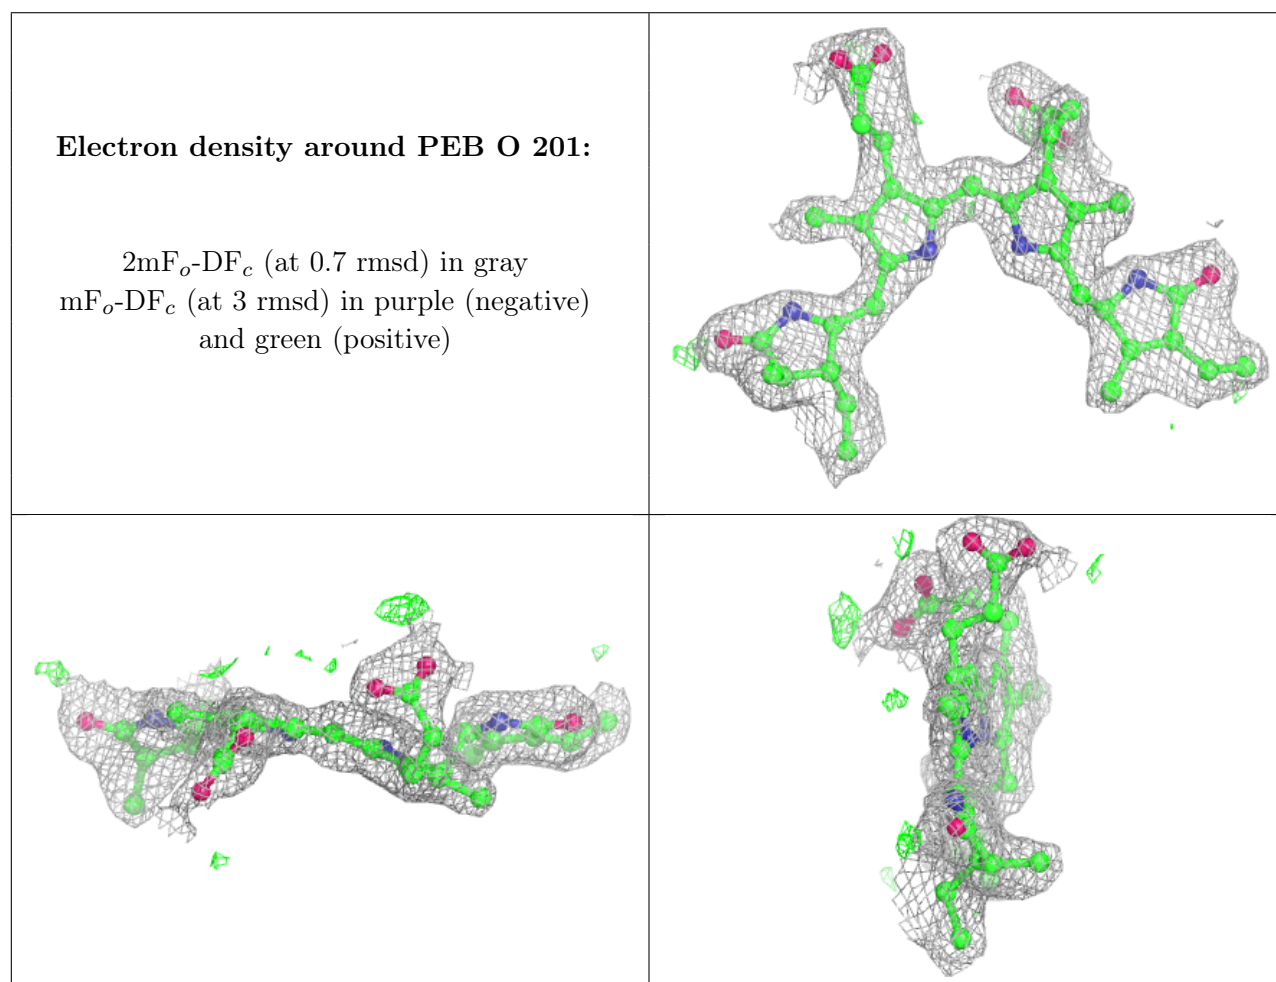 Electron density around PEB O 201:
2mFo-DFc (at 0.7 rmsd) in gray
mFo-DFc (at 3 rmsd) in purple (negative)
and green (positive)